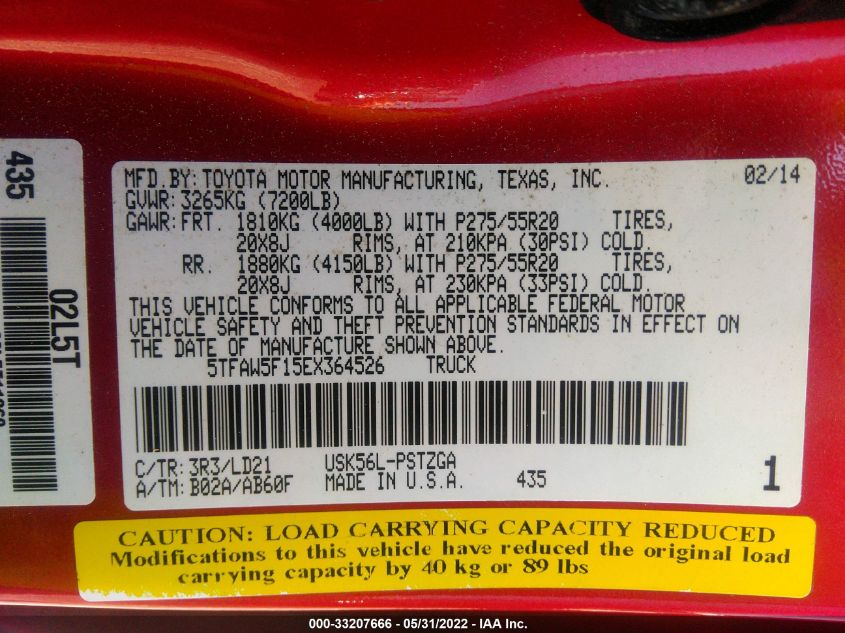 435
02L5T
MFD.BY:TOYOTA MOTOR MANUFACTURING, TEXAS, INC. 02/14
GVWR:3265KG (7200LB)
GAWR:FRT. 1810KG (4000LB) WITH P275/55R20 TIRES,
20X8J RIMS, AT 210KPA (30PSI) COLD.
RR. 1880KG (4150LB) WITH P275/55R20 TIRES,
20X8J RIMS, AT 230KPA (33PSI) COLD.
THIS VEHICLE CONFORMS TO ALL APPLICABLE FEDERAL MOTOR
VEHICLE SAFETY AND THEFT PREVENTION STANDARDS IN EFFECT ON
THE DATE OF MANUFACTURE SHOWN ABOVE.
5TFAW5F15EX364526 TRUCK
C/TR:3R3/LD21 USK56L-PSTZGA
A/TM:B02A/AB60F MADE IN U.S.A. 435 1
CAUTION: LOAD CARRYING CAPACITY REDUCED
Modifications to this vehicle have reduced the original load
carrying capacity by 40 kg or 89 lbs
000-33207666 - 05/31/2022 - IAA Inc.